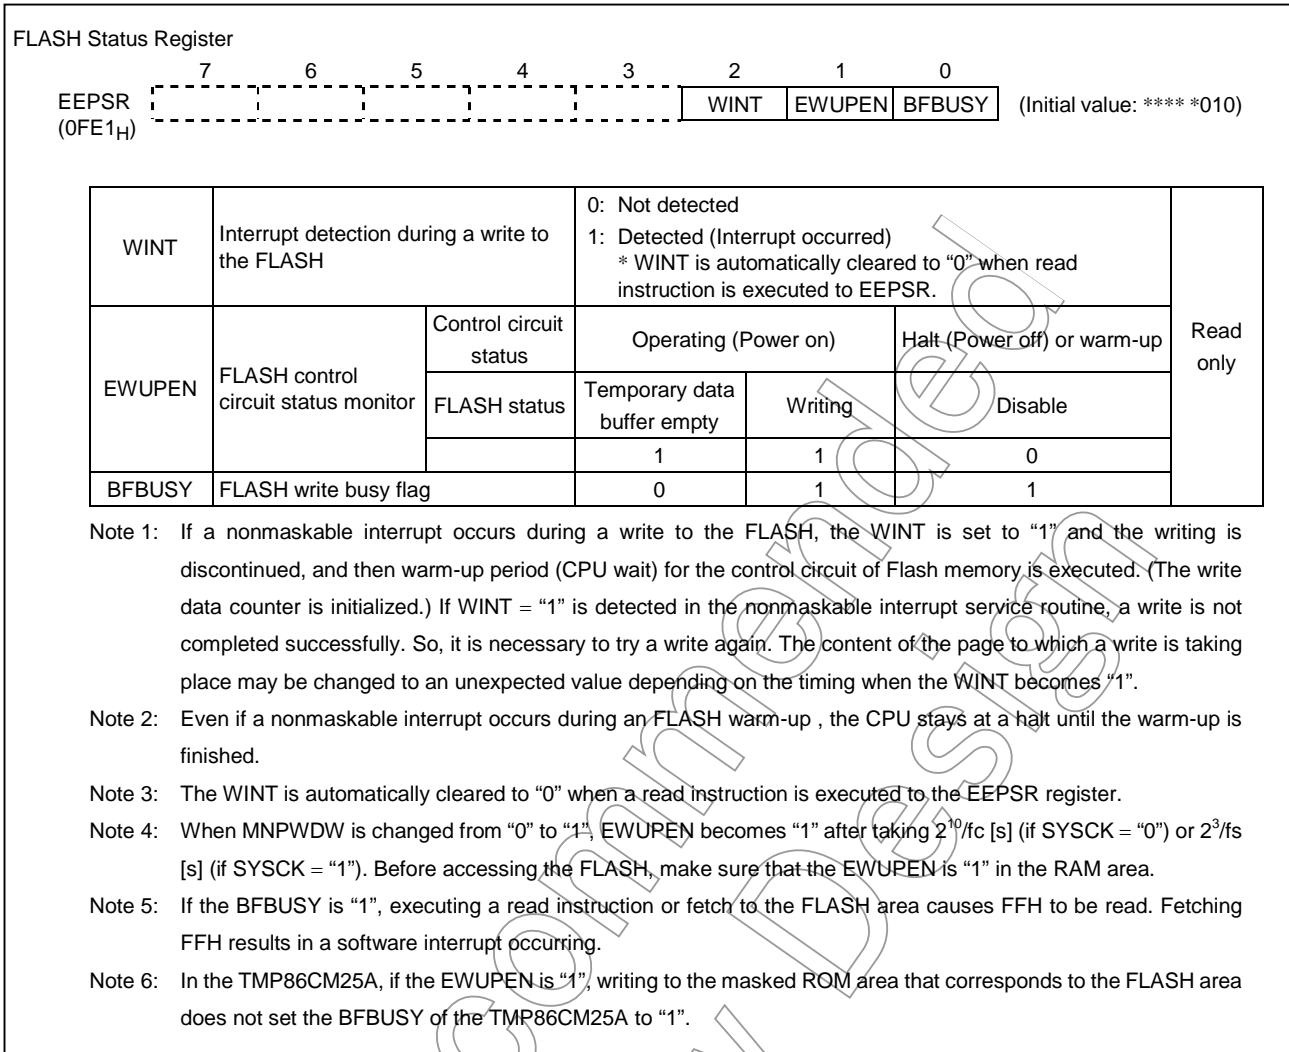 FLASH Status Register
7 6 5 4 3 2 1 0
EEPSR WINT EWUPEN BFBUSY (Initial value: **** *010)
(0FE1H)
WINT
Interrupt detection during a write to
the FLASH
0: Not detected
1: Detected (Interrupt occurred)
* WINT is automatically cleared to “0” when read
instruction is executed to EEPSR.
Read
only
EWUPEN
FLASH control
circuit status monitor
Control circuit
status
Operating (Power on)
Halt (Power off) or warm-up
FLASH status
Temporary data
buffer empty
Writing
Disable
1 1 0
BFBUSY FLASH write busy flag 0 1 1
Note 1: If a nonmaskable interrupt occurs during a write to the FLASH, the WINT is set to “1” and the writing is
discontinued, and then warm-up period (CPU wait) for the control circuit of Flash memory is executed. (The write
data counter is initialized.) If WINT = “1” is detected in the nonmaskable interrupt service routine, a write is not
completed successfully. So, it is necessary to try a write again. The content of the page to which a write is taking
place may be changed to an unexpected value depending on the timing when the WINT becomes “1”.
Note 2: Even if a nonmaskable interrupt occurs during an FLASH warm-up , the CPU stays at a halt until the warm-up is
finished.
Note 3: The WINT is automatically cleared to “0” when a read instruction is executed to the EEPSR register.
Note 4: When MNPWDW is changed from “0” to “1”, EWUPEN becomes “1” after taking 2^10/fc [s] (if SYSCK = “0”) or 2^3/fs
[s] (if SYSCK = “1”). Before accessing the FLASH, make sure that the EWUPEN is “1” in the RAM area.
Note 5: If the BFBUSY is “1”, executing a read instruction or fetch to the FLASH area causes FFH to be read. Fetching
FFH results in a software interrupt occurring.
Note 6: In the TMP86CM25A, if the EWUPEN is “1”, writing to the masked ROM area that corresponds to the FLASH area
does not set the BFBUSY of the TMP86CM25A to “1”.
commended
Design